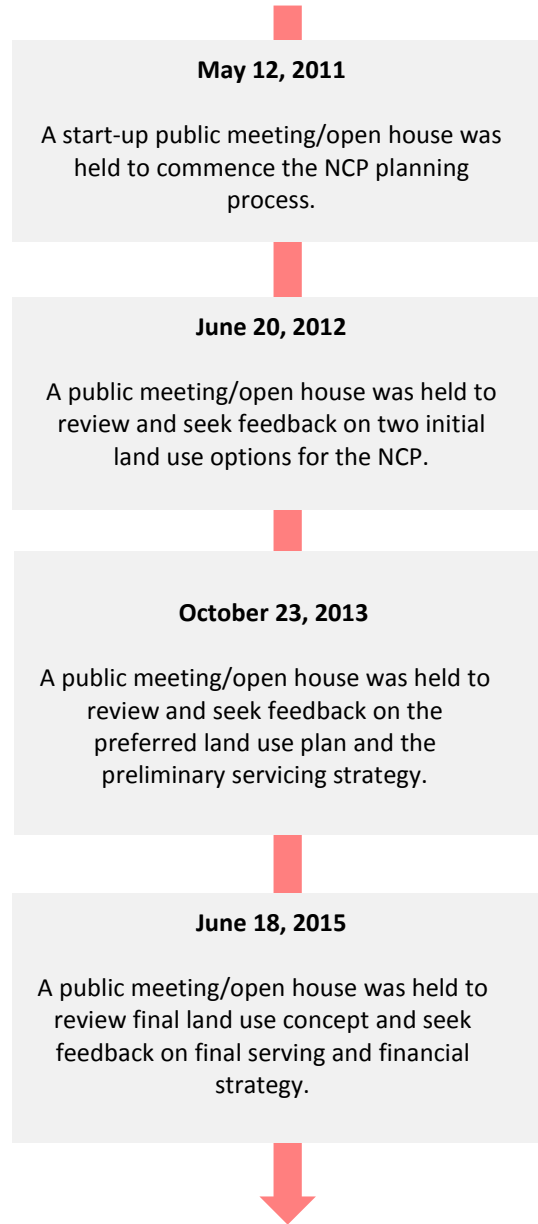 May 12, 2011
A start-up public meeting/open house was
held to commence the NCP planning
process.
June 20, 2012
A public meeting/open house was held to
review and seek feedback on two initial
land use options for the NCP.
October 23, 2013
A public meeting/open house was held to
review and seek feedback on the
preferred land use plan and the
preliminary servicing strategy.
June 18, 2015
A public meeting/open house was held to
review final land use concept and seek
feedback on final serving and financial
strategy.